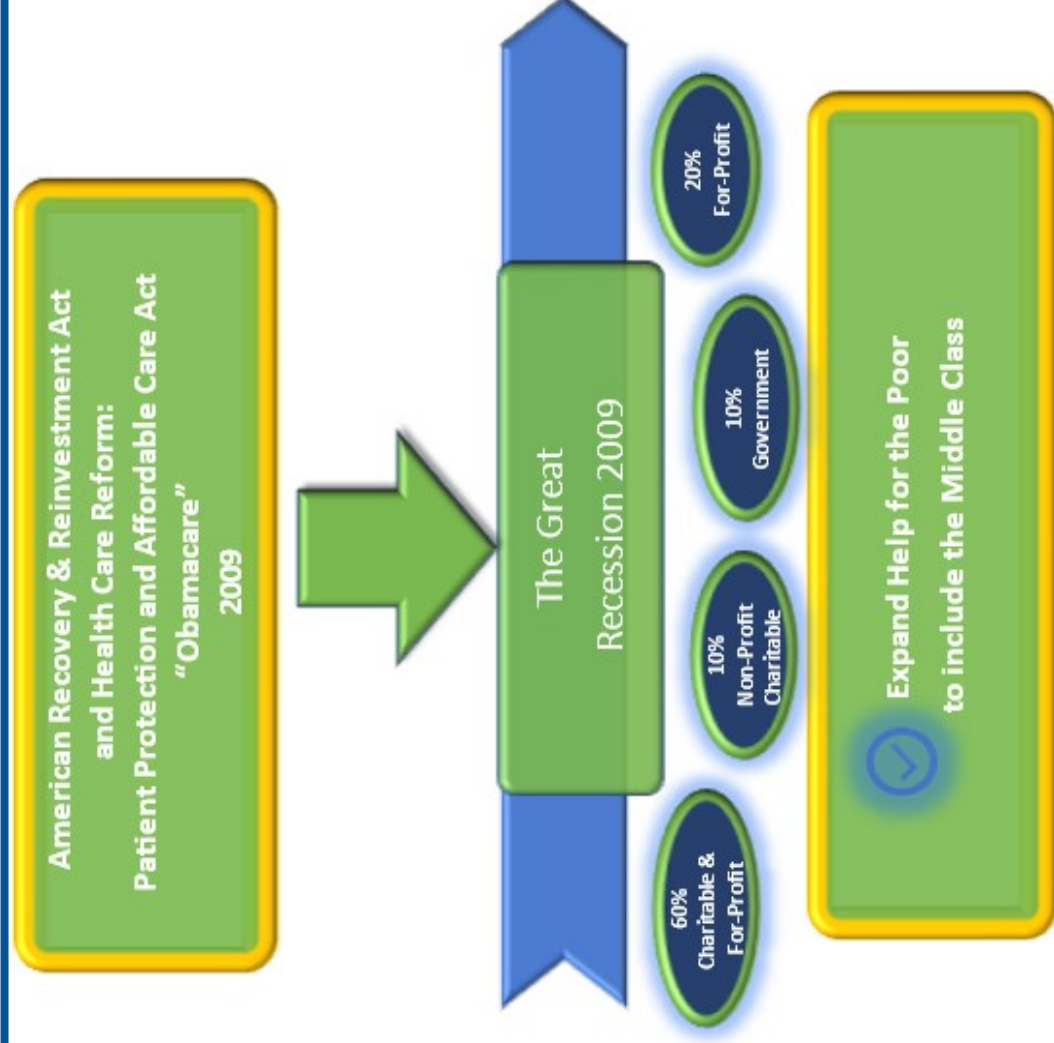 American Recovery & Reinvestment Act
and Health Care Reform:
Patient Protection and Affordable Care Act
“Obamacare”
2009
The Great
Recession 2009
60%
Charitable &
For-Profit
10%
Non-Profit
Charitable
10%
Government
20%
For-Profit
Expand Help for the Poor
to include the Middle Class